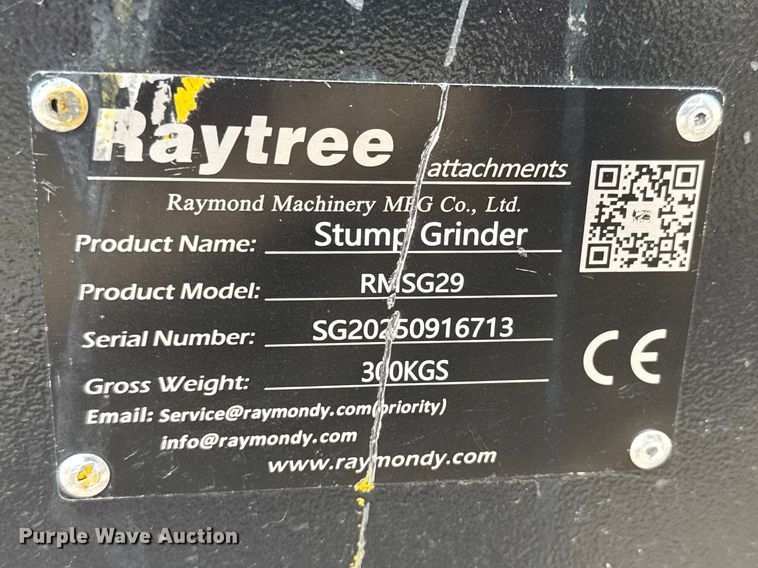 Raytree attachments
Raymond Machinery MFG Co., Ltd.
Product Name: Stump Grinder
Product Model: RMSG29
Serial Number: SG20250916713
Gross Weight: 300KGS
Email: Service@raymondy.com(priority)
info@raymondy.com
www.raymondy.com
CE
Purple Wave Auction